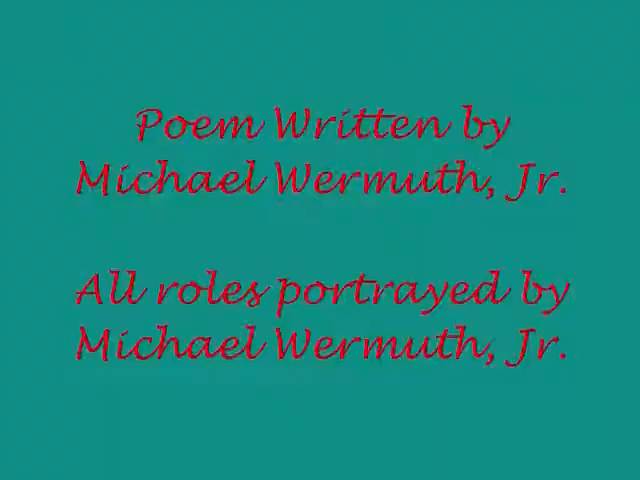 Poem Written by
Michael Wermuth, Jr.
All roles portrayed by
Michael Wermuth, Jr.